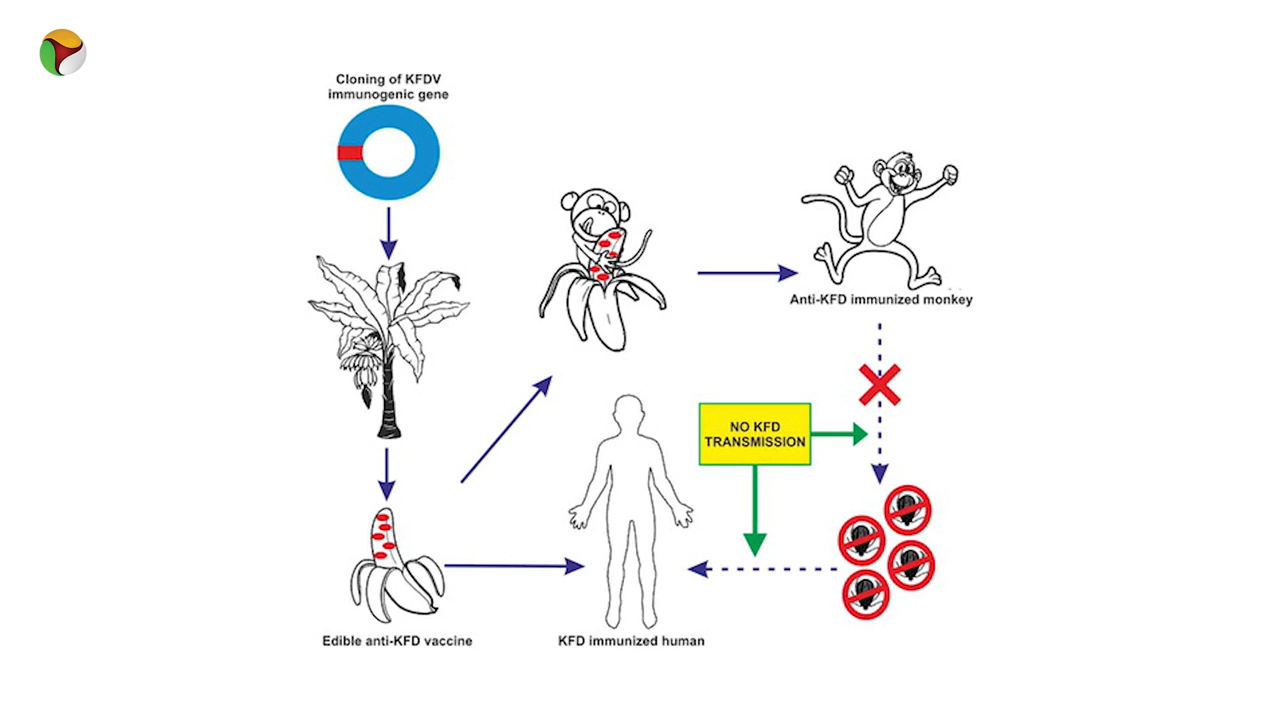 Cloning of KFDV
immunogenic gene
Anti-KFD immunized monkey
NO KFD
TRANSMISSION
Edible anti-KFD vaccine
KFD immunized human